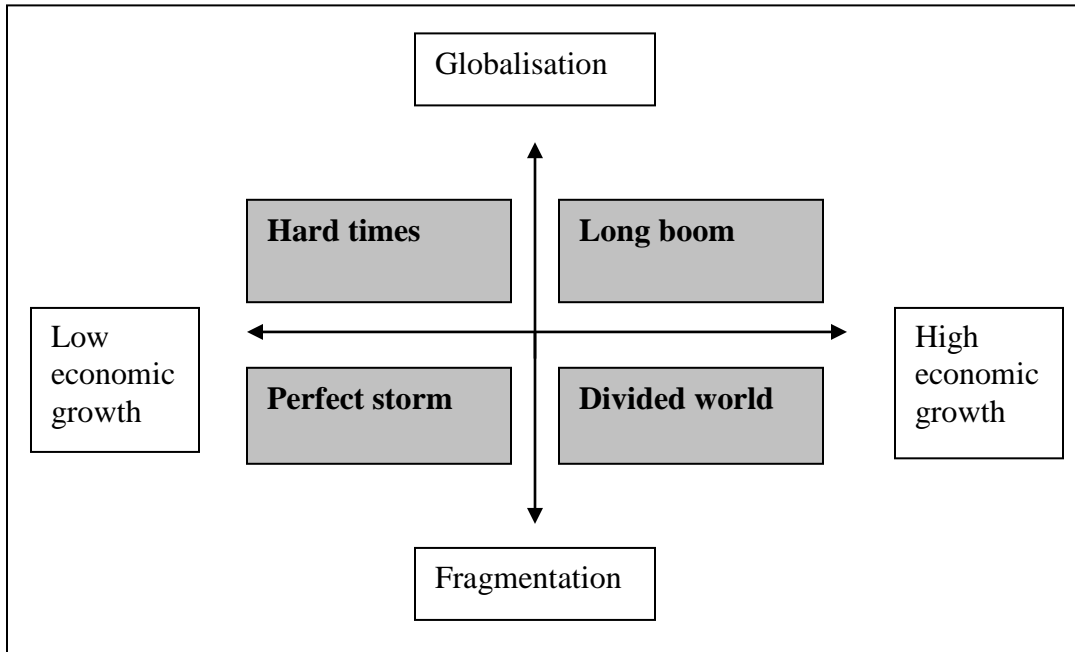 Globalisation
Hard times
Long boom
Low
economic
growth
High
economic
growth
Perfect storm
Divided world
Fragmentation